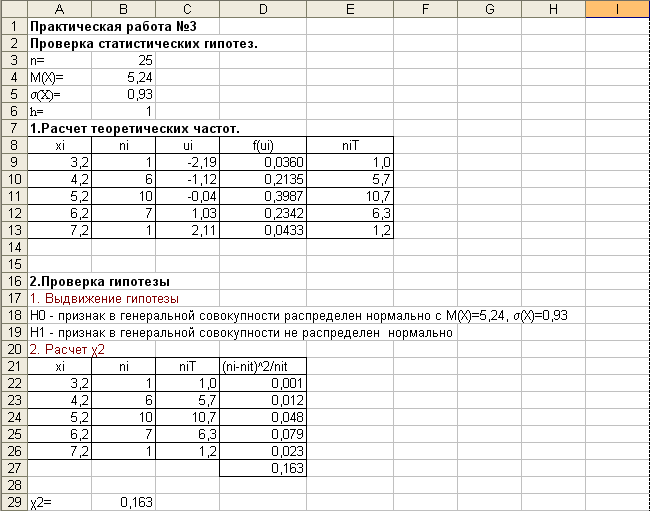 A B C D E F G H I
1 Практическая работа №3
2 Проверка статистических гипотез.
3 n= 25
4 M(X)= 5,24
5 σ(X)= 0,93
6 h= 1
7 1.Расчет теоретических частот.
8 xi ni ui f(ui) niT
9 3,2 1 -2,19 0,0360 1,0
10 4,2 6 -1,12 0,2135 5,7
11 5,2 10 -0,04 0,3987 10,7
12 6,2 7 1,03 0,2342 6,3
13 7,2 1 2,11 0,0433 1,2
14
15
16 2.Проверка гипотезы
17 1. Выдвижение гипотезы
18 H0 - признак в генеральной совокупности распределен нормально с M(X)=5,24, σ(X)=0,93
19 H1 - признак в генеральной совокупности не распределен нормально
20 2. Расчет χ2
21 xi ni niT (ni-nit)^2/nit
22 3,2 1 1,0 0,001
23 4,2 6 5,7 0,012
24 5,2 10 10,7 0,048
25 6,2 7 6,3 0,079
26 7,2 1 1,2 0,023
27 0,163
28
29 χ2= 0,163